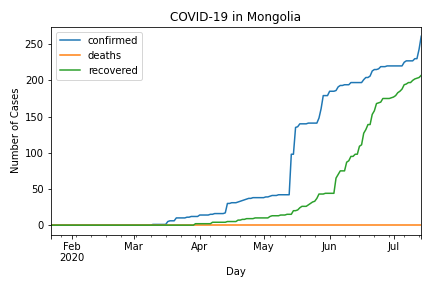 COVID-19 in Mongolia
confirmed
deaths
recovered
Number of Cases
250
200
150
100
50
0
Feb Mar Apr May Jun Jul
2020
Day